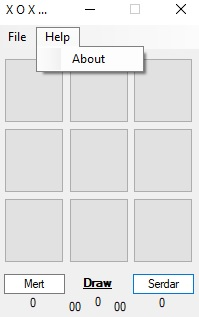 X O X ...
File Help
About
Mert Draw Serdar
0 00 0 00 0